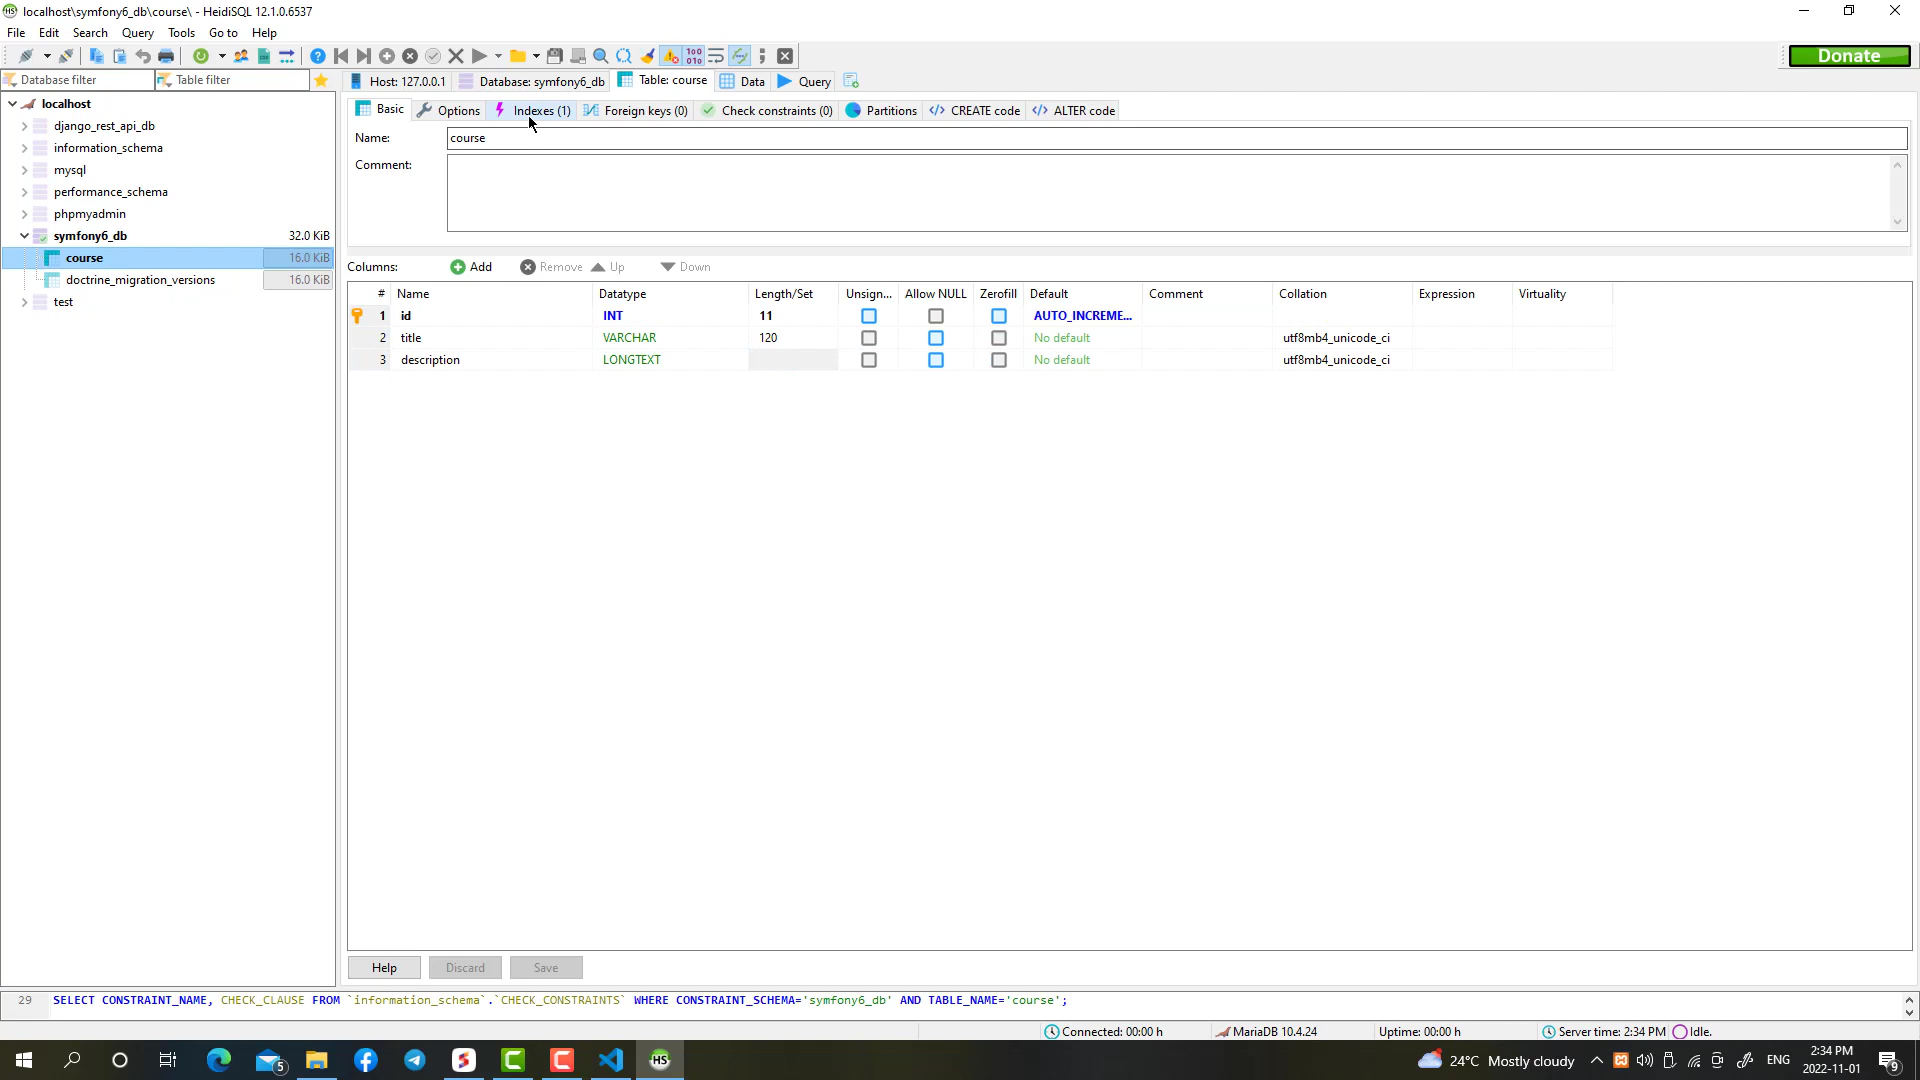 localhost\symfony6_db\course\ - HeidiSQL 12.1.0.6537
File Edit Search Query Tools Go to Help
Donate
Database filter Table filter
Host: 127.0.0.1 Database: symfony6_db Table: course Data Query
Basic Options Indexes (1) Foreign keys (0) Check constraints (0) Partitions CREATE code ALTER code
localhost
django_rest_api_db
information_schema
mysql
performance_schema
phpmyadmin
symfony6_db 32.0 KiB
course 16.0 KiB
doctrine_migration_versions 16.0 KiB
test
Name: course
Comment:
Columns: Add Remove Up Down
# Name Datatype Length/Set Unsign... Allow NULL Zerofill Default Comment Collation Expression Virtuality
1 id INT 11 AUTO_INCREME...
2 title VARCHAR 120 No default utf8mb4_unicode_ci
3 description LONGTEXT No default utf8mb4_unicode_ci
Help Discard Save
29 SELECT CONSTRAINT_NAME, CHECK_CLAUSE FROM `information_schema`.`CHECK_CONSTRAINTS` WHERE CONSTRAINT_SCHEMA='symfony6_db' AND TABLE_NAME='course';
Connected: 00:00 h MariaDB 10.4.24 Uptime: 00:00 h Server time: 2:34 PM Idle.
5 HS 24°C Mostly cloudy ENG 2:34 PM 9
2022-11-01